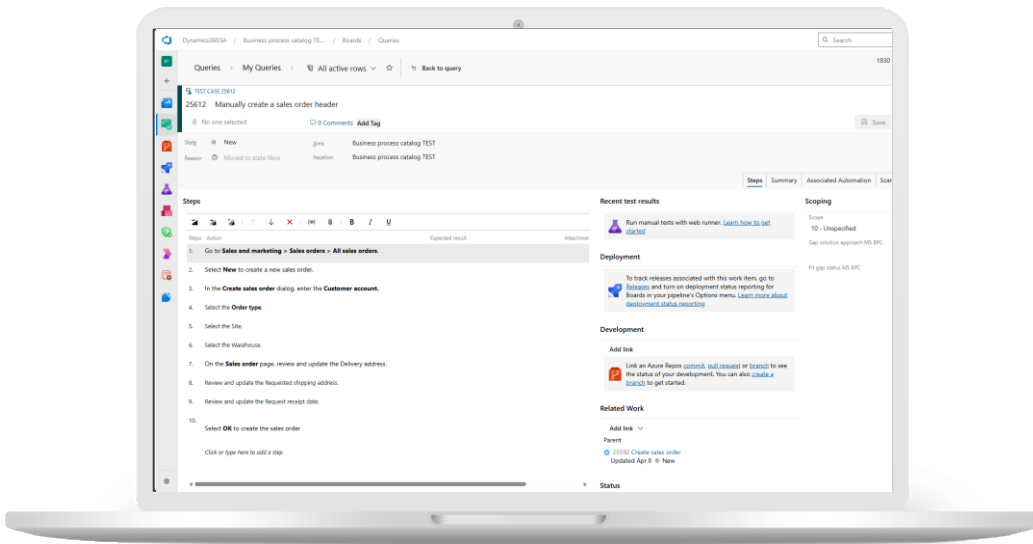 Dynamics365SA / Business process catalog TE... / Boards / Queries
Search
Queries > My Queries > All active rows Back to query
1830
TEST CASE 25612
25612 Manually create a sales order header
No one selected
0 Comments Add Tag
Save
State New
Area Business process catalog TEST
Reason Moved to state New
Iteration Business process catalog TEST
Steps Summary Associated Automation
Steps
B I U
Steps Action Expected result
1. Go to Sales and marketing > Sales orders > All sales orders.
2. Select New to create a new sales order.
3. In the Create sales order dialog, enter the Customer account.
4. Select the Order type.
5. Select the Site.
6. Select the Warehouse.
7. On the Sales order page, review and update the Delivery address.
8. Review and update the Requested shipping address.
9. Review and update the Request receipt date.
10.
Select OK to create the sales order
Click or type here to add a step
Recent test results
Run manual tests with web runner. Learn how to get
started
Deployment
To track releases associated with this work item, go to
Releases and turn on deployment status reporting for
Boards in your pipeline's Options menu. Learn more about
deployment status reporting
Development
Add link
Link an Azure Repos commit, pull request or branch to see
the status of your development. You can also create a
branch to get started.
Related Work
Add link
Parent
25592 Create sales order
Updated Apr 8 New
Status
Scoping
Scope
10 - Unspecified
Gap solution approach MS BPC
Fit gap status MS BPC